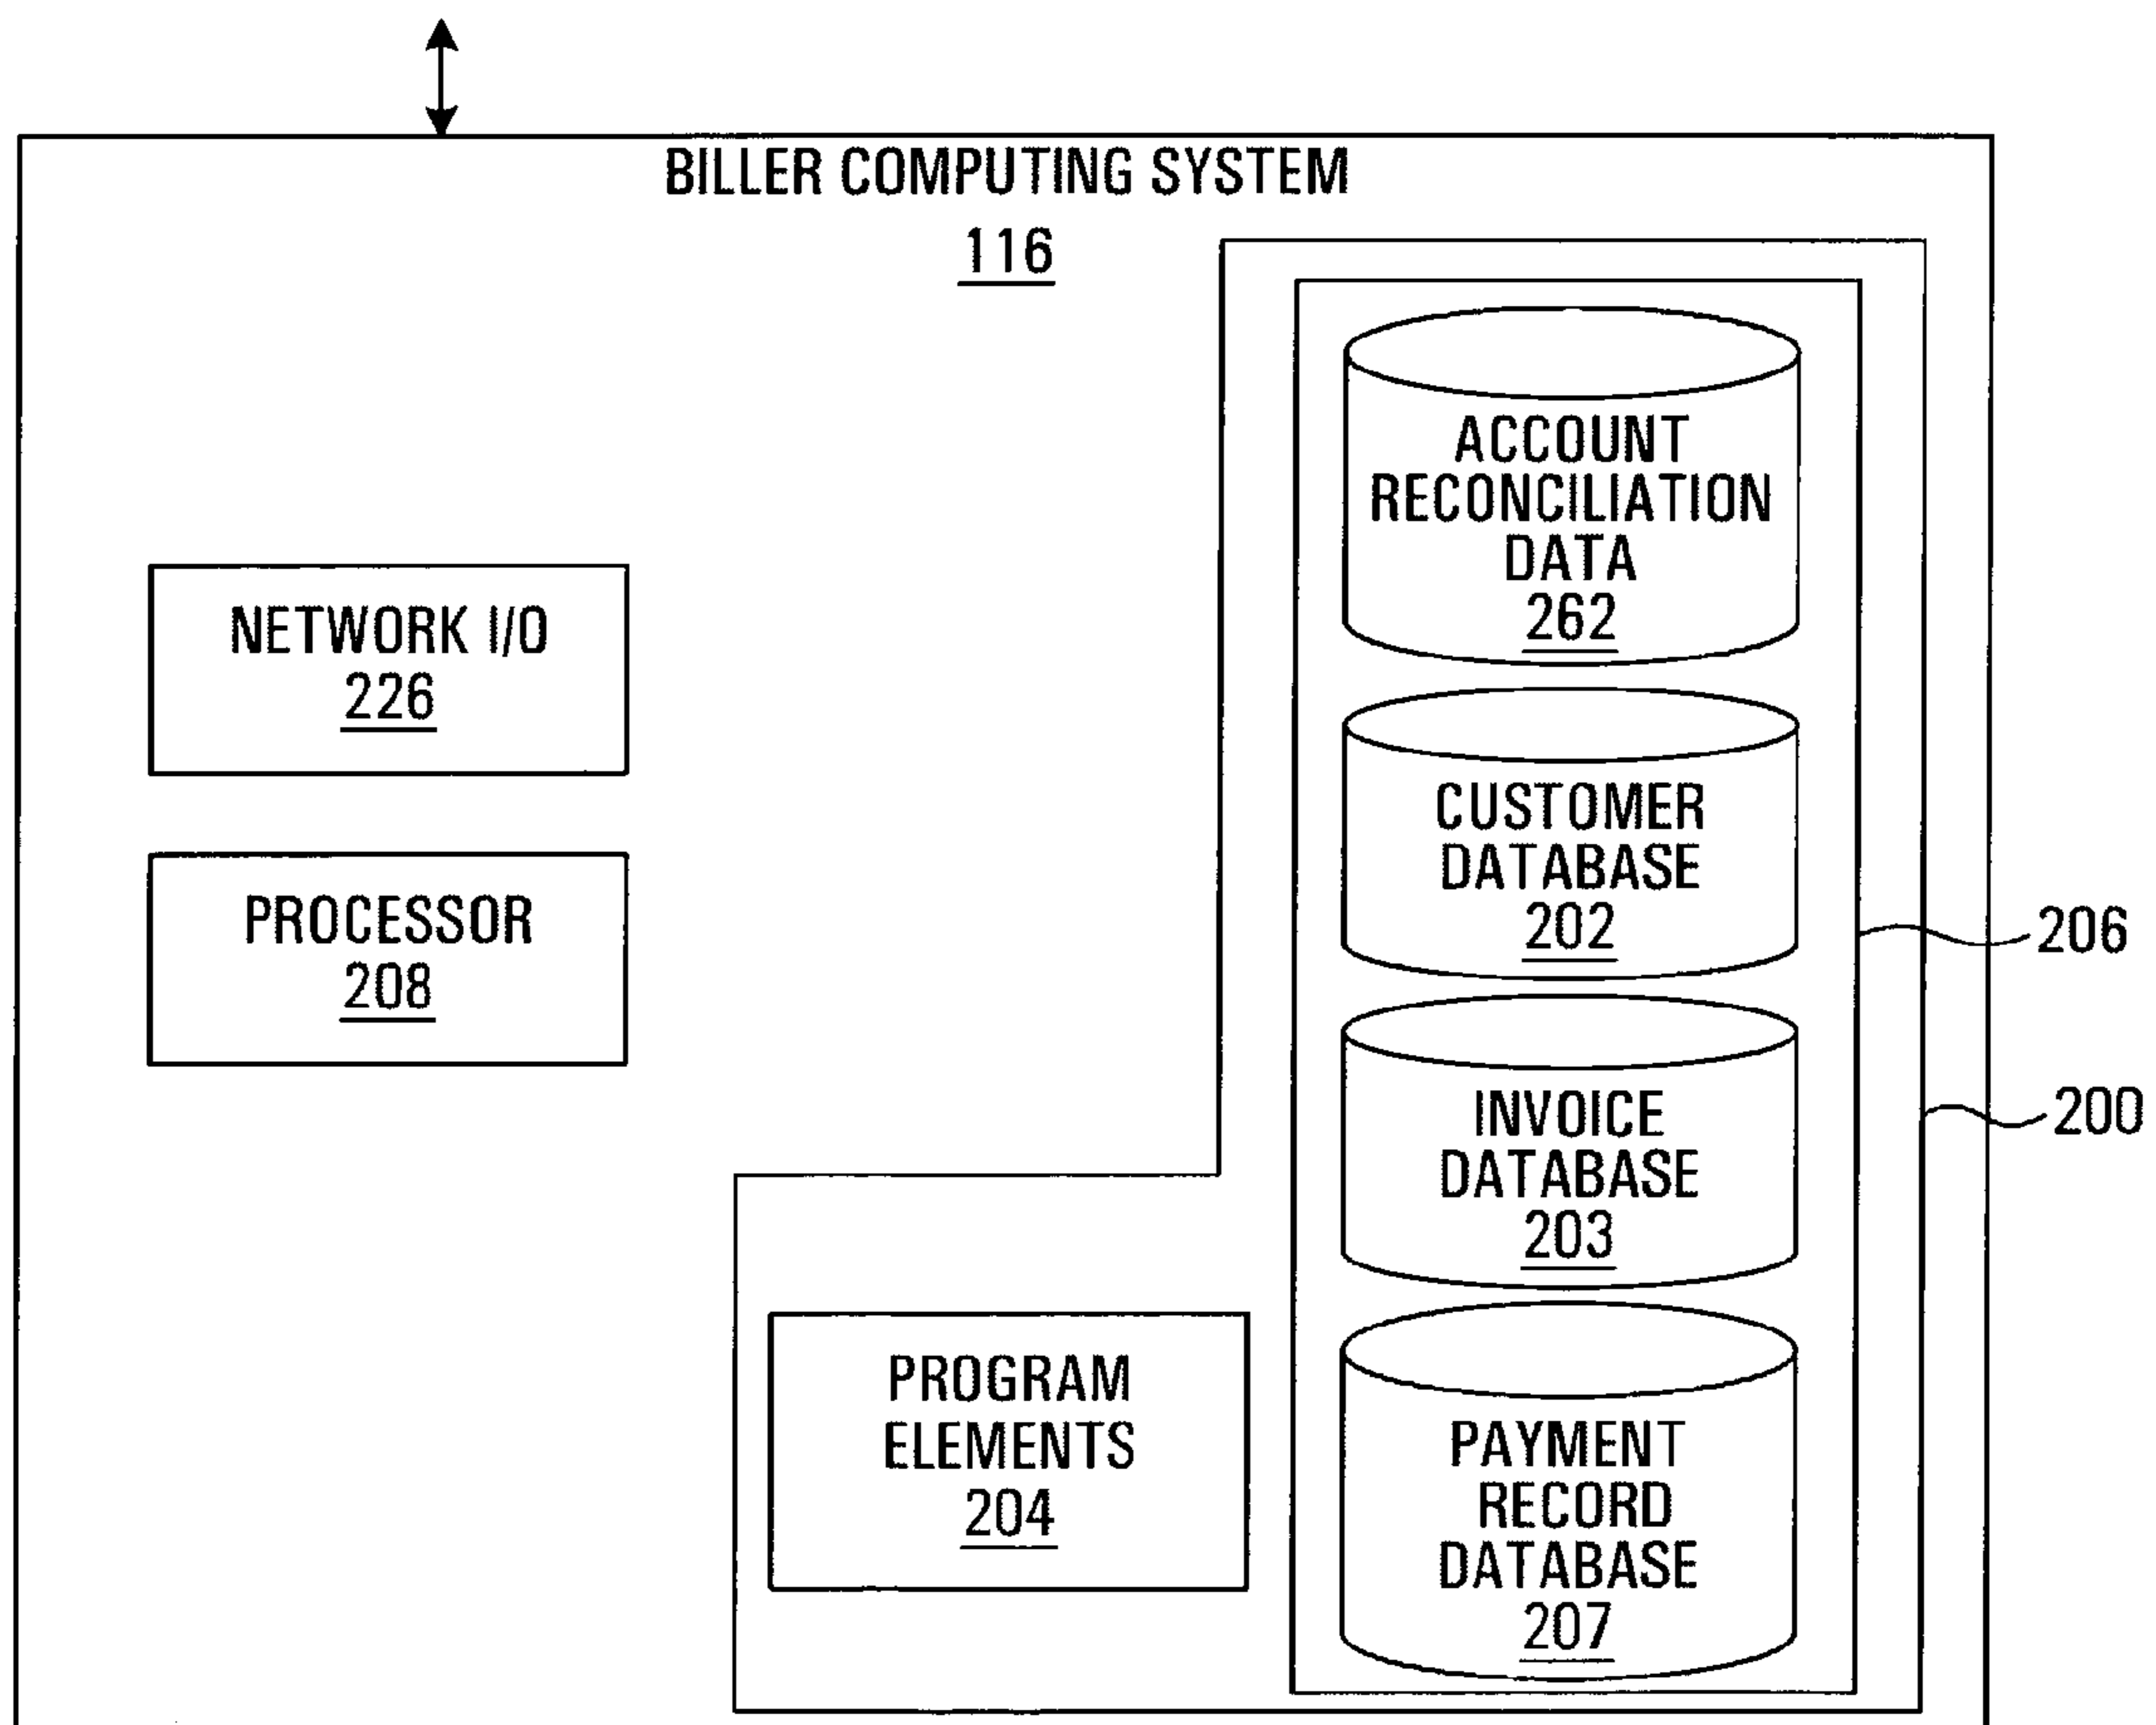 BILLER COMPUTING SYSTEM
116
ACCOUNT
RECONCILIATION
DATA
262
NETWORK I/O
226
CUSTOMER
DATABASE
202
PROCESSOR
208
206
INVOICE
DATABASE
203
200
PROGRAM
ELEMENTS
204
PAYMENT
RECORD
DATABASE
207